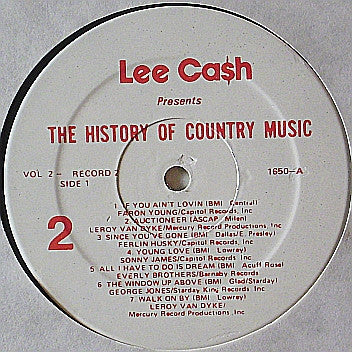 Lee Ca$h
Presents
THE HISTORY OF COUNTRY MUSIC
VOL 2 - RECORD 2
SIDE 1
1650-A
2
1 - IF YOU AIN'T LOVIN (BMI Central)
FARON YOUNG/Capitol Records, Inc
2 - AUCTIONEER (ASCAP Milen)
LEROY VAN DYKE/Mercury Record Productions, Inc
3 - SINCE YOU'VE GONE (BMI Dallas/E. Presley)
FERLIN HUSKY/Capitol Records, Inc
4 - YOUNG LOVE (BMI Lowrey)
SONNY JAMES/Capitol Records, Inc
5 - ALL I HAVE TO DO IS DREAM (BMI Acuff Rose)
EVERLY BROTHERS/Barnaby Records
6 - THE WINDOW UP ABOVE (BMI Glad/Starday)
GEORGE JONES/Starday King Records, Inc
7 - WALK ON BY (BMI Lowrey)
LEROY VAN DYKE/
Mercury Record Productions, Inc